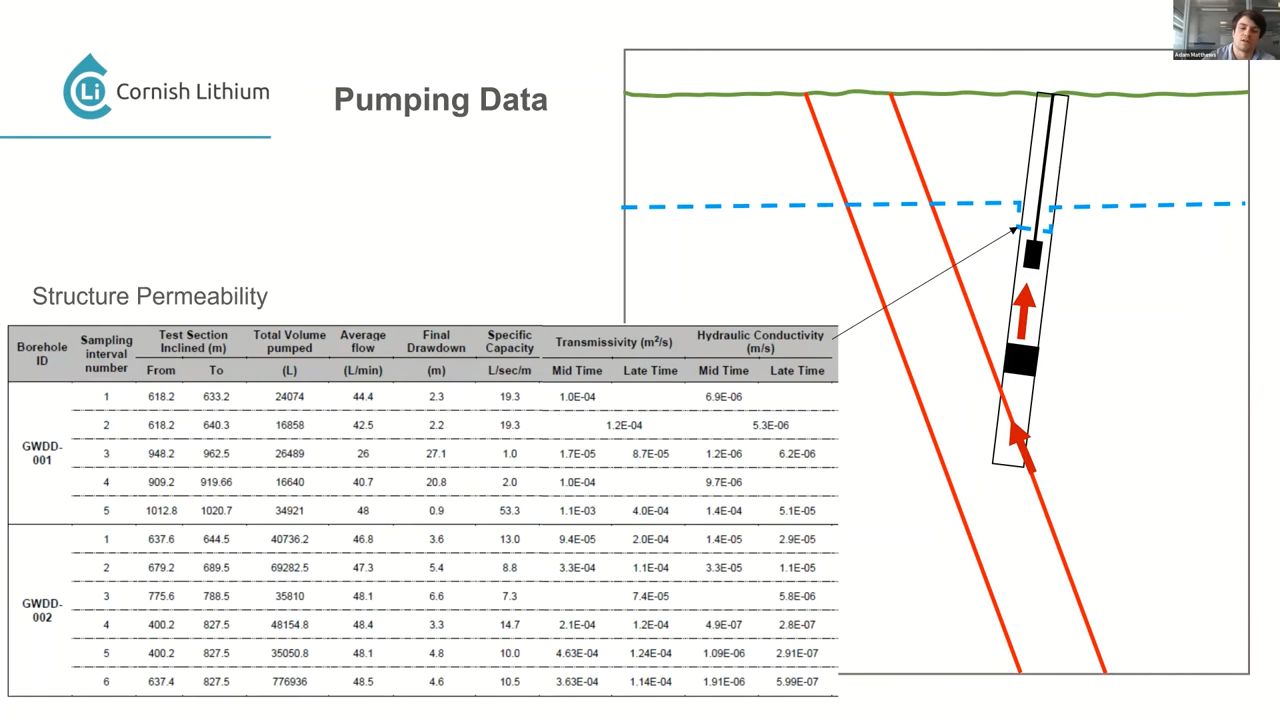 Adam Matthews
Li
Cornish Lithium
Pumping Data
Structure Permeability
Borehole ID | Sampling interval number | Test Section Inclined (m) | Total Volume pumped | Average flow | Final Drawdown | Specific Capacity | Transmissivity (m²/s) | Hydraulic Conductivity (m/s)
From | To | (L) | (L/min) | (m) | L/sec/m | Mid Time | Late Time | Mid Time | Late Time
GWDD-001
1 | 618.2 | 633.2 | 24074 | 44.4 | 2.3 | 19.3 | 1.0E-04 | | 6.9E-06
2 | 618.2 | 640.3 | 16858 | 42.5 | 2.2 | 19.3 | 1.2E-04 | 5.3E-06
3 | 948.2 | 962.5 | 26489 | 26 | 27.1 | 1.0 | 1.7E-05 | 8.7E-05 | 1.2E-06 | 6.2E-06
4 | 909.2 | 919.66 | 16640 | 40.7 | 20.8 | 2.0 | 1.0E-04 | | 9.7E-06
5 | 1012.8 | 1020.7 | 34921 | 48 | 0.9 | 53.3 | 1.1E-03 | 4.0E-04 | 1.4E-04 | 5.1E-05
GWDD-002
1 | 637.6 | 644.5 | 40736.2 | 46.8 | 3.6 | 13.0 | 9.4E-05 | 2.0E-04 | 1.4E-05 | 2.9E-05
2 | 679.2 | 689.5 | 69282.5 | 47.3 | 5.4 | 8.8 | 3.3E-04 | 1.1E-04 | 3.3E-05 | 1.1E-05
3 | 775.6 | 788.5 | 35810 | 48.1 | 6.6 | 7.3 | | 7.4E-05 | | 5.8E-06
4 | 400.2 | 827.5 | 48154.8 | 48.4 | 3.3 | 14.7 | 2.1E-04 | 1.2E-04 | 4.9E-07 | 2.8E-07
5 | 400.2 | 827.5 | 35050.8 | 48.1 | 4.8 | 10.0 | 4.63E-04 | 1.24E-04 | 1.09E-06 | 2.91E-07
6 | 637.4 | 827.5 | 776936 | 48.5 | 4.6 | 10.5 | 3.63E-04 | 1.14E-04 | 1.91E-06 | 5.99E-07